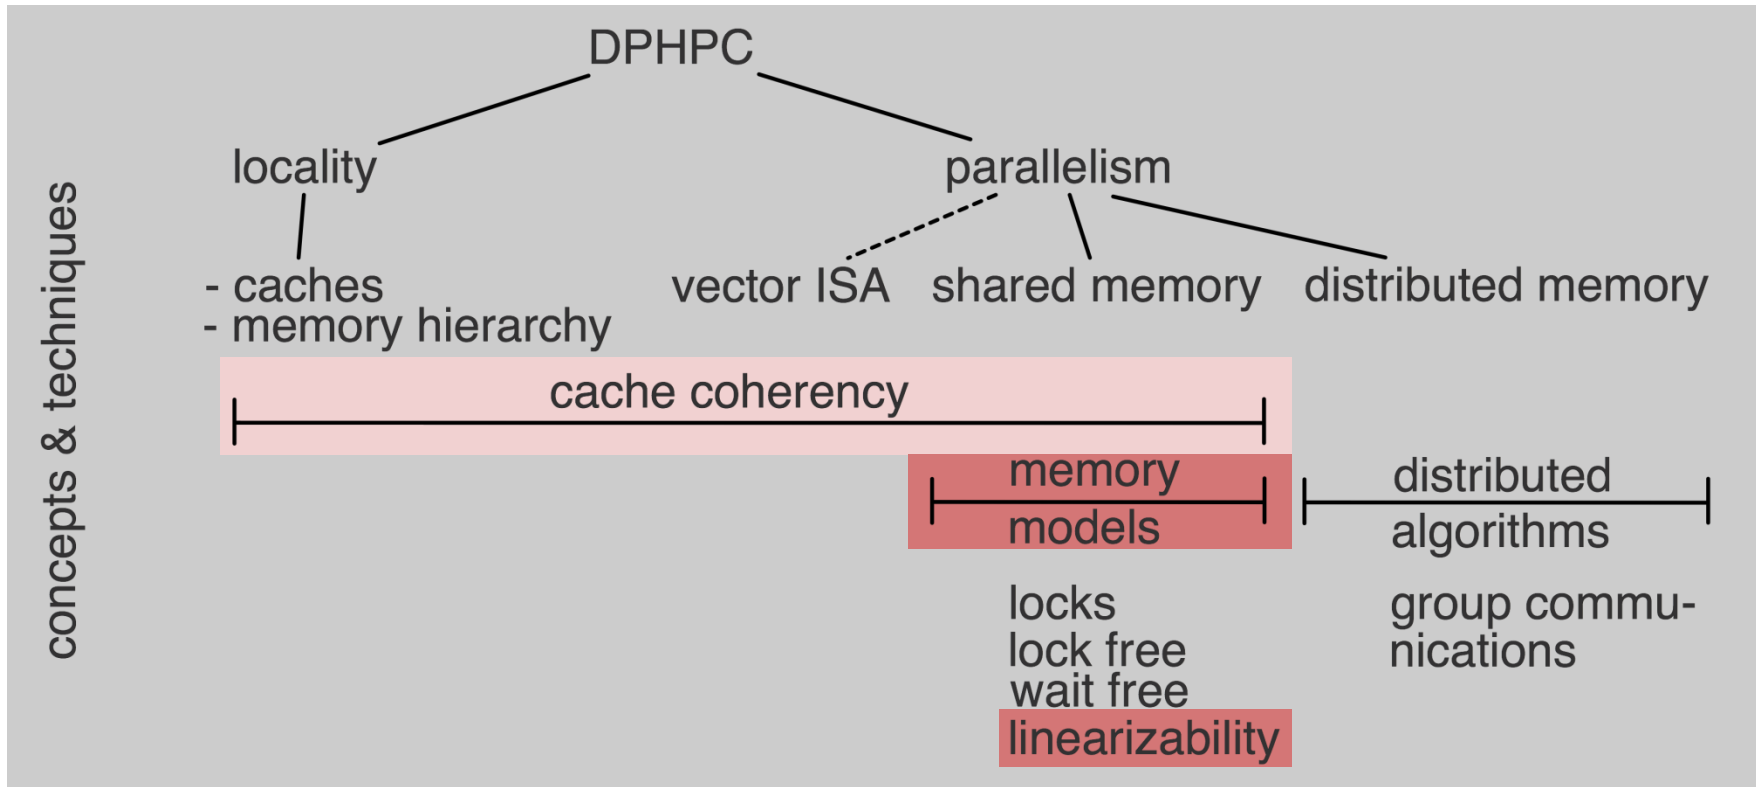 DPHPC
locality
parallelism
concepts & techniques
- caches
- memory hierarchy
vector ISA
shared memory
distributed memory
cache coherency
memory
models
distributed
algorithms
locks
lock free
wait free
linearizability
group commu-
nications